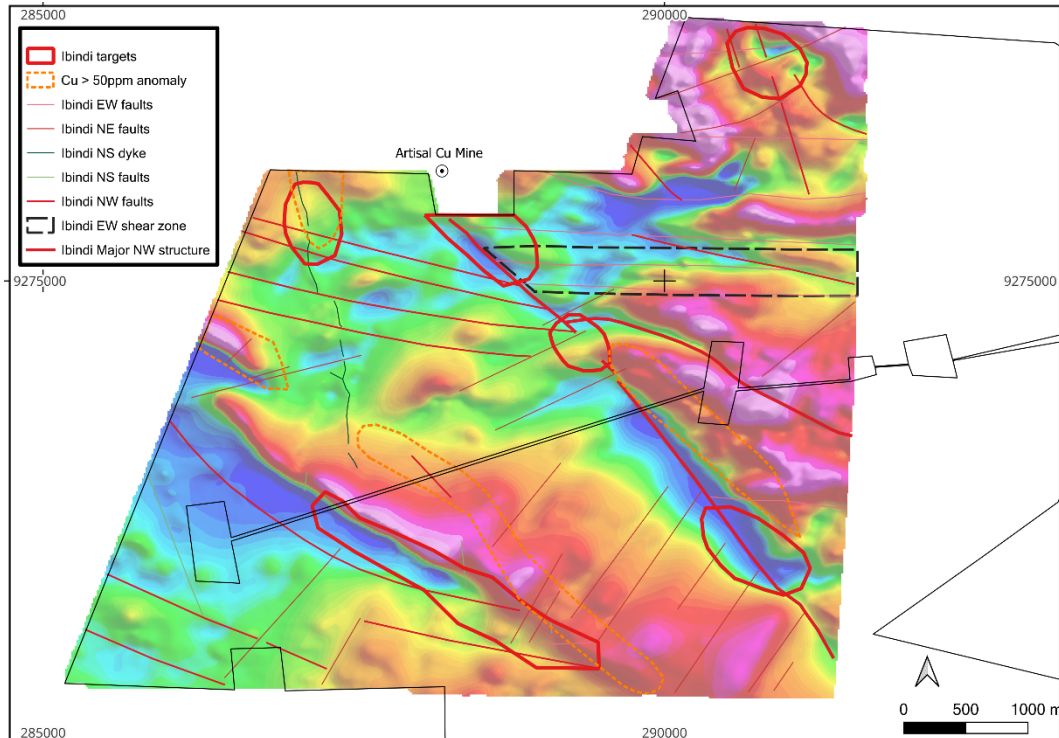 285000
290000
Ibindi targets
Cu > 50ppm anomaly
Ibindi EW faults
Ibindi NE faults
Ibindi NS dyke
Ibindi NS faults
Ibindi NW faults
Ibindi EW shear zone
Ibindi Major NW structure
Artisal Cu Mine
9275000
9275000
0 500 1000 m
285000
290000